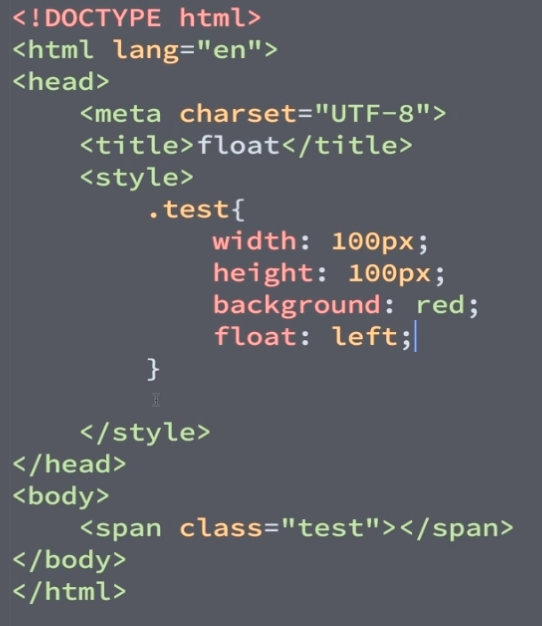 <!DOCTYPE html>
<html lang="en">
<head>
    <meta charset="UTF-8">
    <title>float</title>
    <style>
        .test{
            width: 100px;
            height: 100px;
            background: red;
            float: left;
        }

    </style>
</head>
<body>
    <span class="test"></span>
</body>
</html>